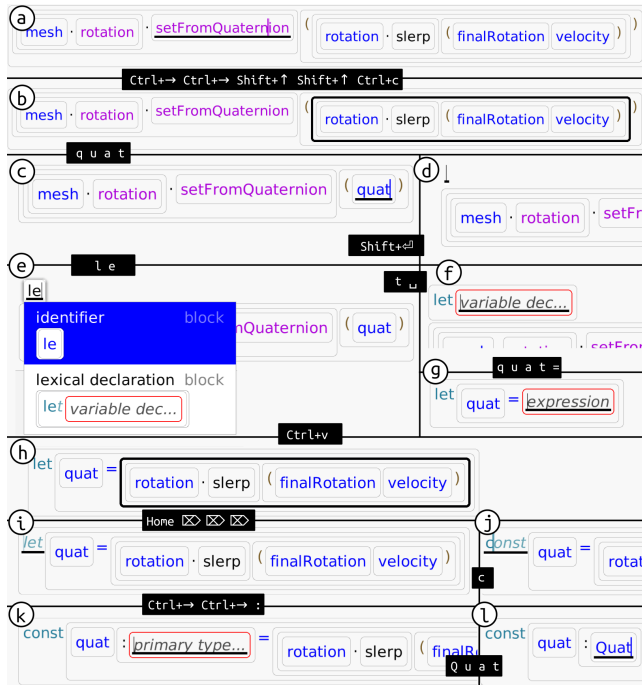 a
mesh · rotation · setFromQuaternion ( rotation · slerp ( finalRotation velocity )
Ctrl+→ Ctrl+→ Shift+↑ Shift+↑ Ctrl+c
b
mesh · rotation · setFromQuaternion ( rotation · slerp ( finalRotation velocity )
q u a t
c
mesh · rotation · setFromQuaternion ( quat )
d
mesh · rotation · setFr
Shift+⏎
l e
e
le
identifier block
le
nQuaternion ( quat )
lexical declaration block
let variable dec...
t ␣
f
let variable dec...
g
q u a t =
let quat = expression
Ctrl+v
h
let quat = rotation · slerp ( finalRotation velocity )
Home ⌦ ⌦ ⌦
i
let quat = rotation · slerp ( finalRotation velocity )
c
j
const quat = rotat
Ctrl+→ Ctrl+→ :
k
const quat : primary type... = rotation · slerp ( finalR
Q u a t
l
const quat : Quat